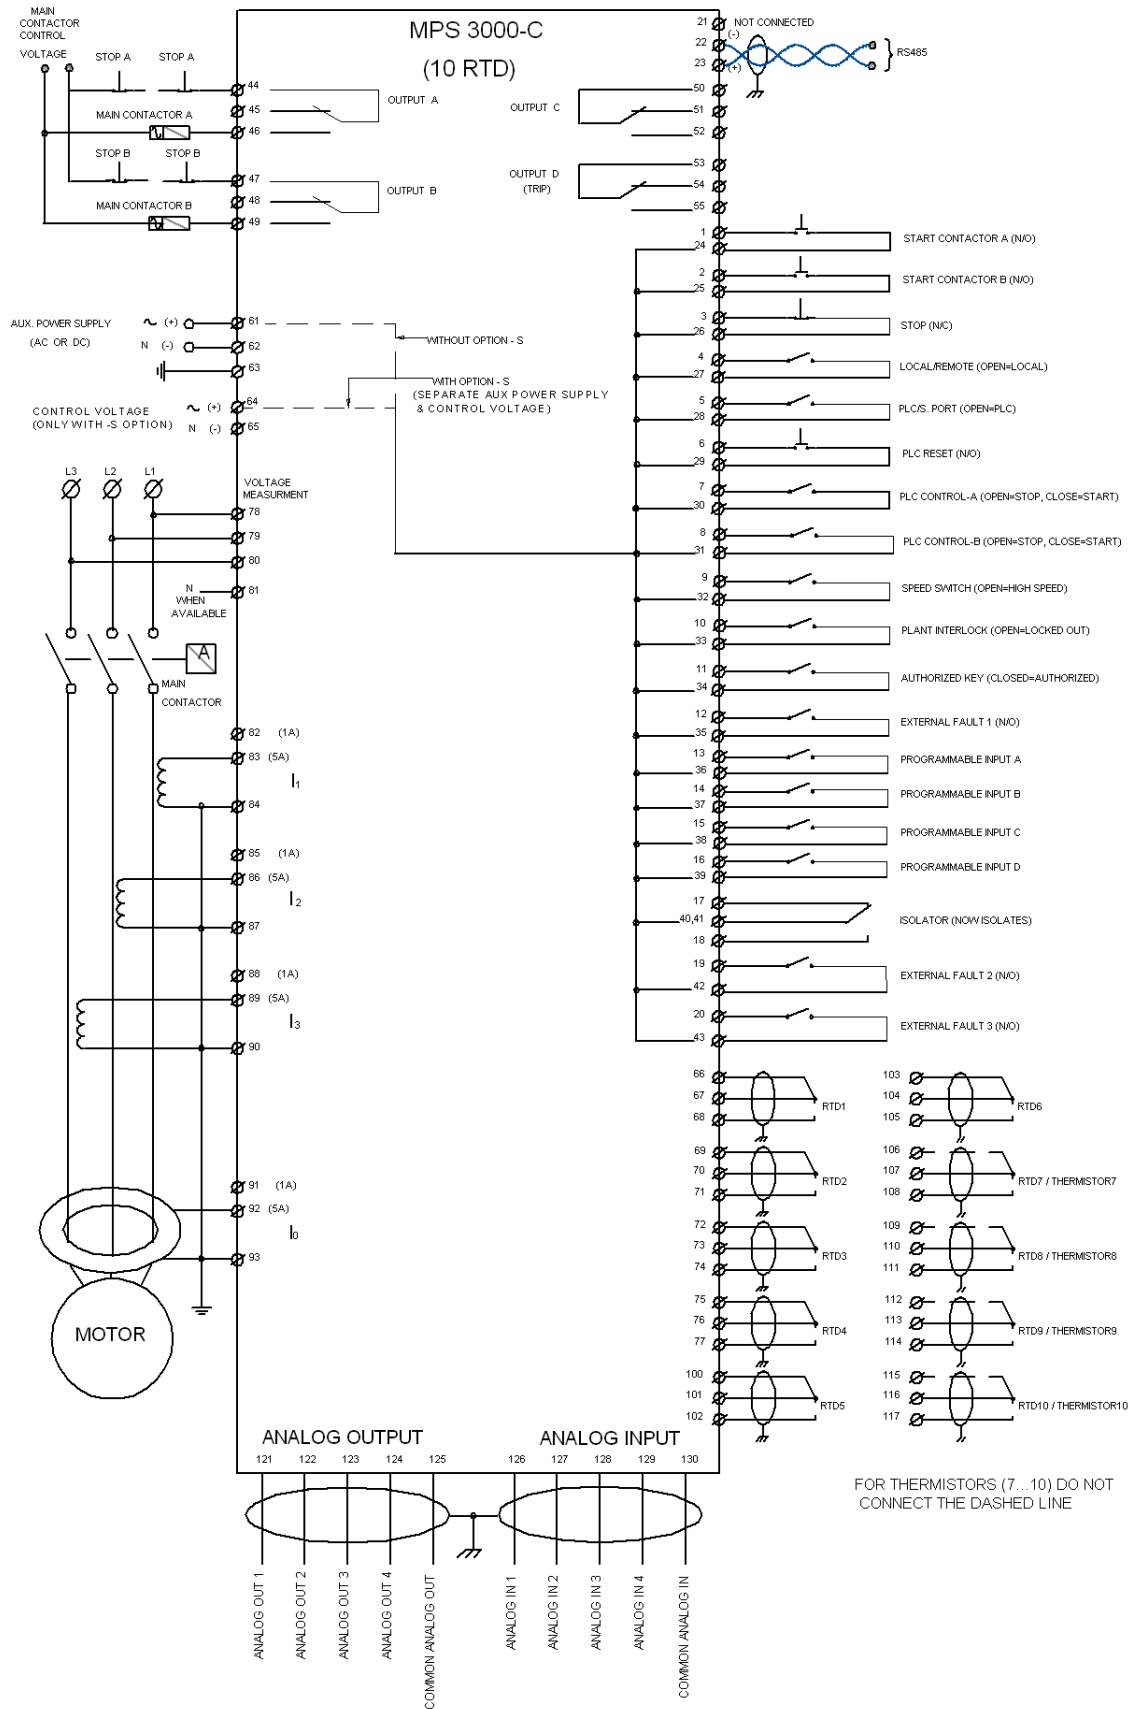 MAIN
CONTACTOR
CONTROL
VOLTAGE
STOP A
STOP A
MAIN CONTACTOR A
STOP B
STOP B
MAIN CONTACTOR B
MPS 3000-C
(10 RTD)
44
45
46
OUTPUT A
47
48
49
OUTPUT B
OUTPUT C
50
51
52
OUTPUT D
(TRIP)
53
54
55
21
NOT CONNECTED
(-)
22
23
(+)
RS485
AUX. POWER SUPPLY
(AC OR DC)
(+)
61
N (-)
62
63
WITHOUT OPTION - S
WITH OPTION - S
(SEPARATE AUX POWER SUPPLY
& CONTROL VOLTAGE)
CONTROL VOLTAGE
(ONLY WITH -S OPTION)
(+)
64
N (-)
65
L3
L2
L1
VOLTAGE
MEASURMENT
78
79
80
N
WHEN
AVAILABLE
81
A
MAIN
CONTACTOR
82 (1A)
83 (5A)
I1
84
85 (1A)
86 (5A)
I2
87
88 (1A)
89 (5A)
I3
90
91 (1A)
92 (5A)
I0
93
MOTOR
1
24
START CONTACTOR A (N/O)
2
25
START CONTACTOR B (N/O)
3
26
STOP (N/C)
4
27
LOCAL/REMOTE (OPEN=LOCAL)
5
28
PLC/S. PORT (OPEN=PLC)
6
29
PLC RESET (N/O)
7
30
PLC CONTROL-A (OPEN=STOP, CLOSE=START)
8
31
PLC CONTROL-B (OPEN=STOP, CLOSE=START)
9
32
SPEED SWITCH (OPEN=HIGH SPEED)
10
33
PLANT INTERLOCK (OPEN=LOCKED OUT)
11
34
AUTHORIZED KEY (CLOSED=AUTHORIZED)
12
35
EXTERNAL FAULT 1 (N/O)
13
36
PROGRAMMABLE INPUT A
14
37
PROGRAMMABLE INPUT B
15
38
PROGRAMMABLE INPUT C
16
39
PROGRAMMABLE INPUT D
17
40,41
18
ISOLATOR (NOW ISOLATES)
19
42
EXTERNAL FAULT 2 (N/O)
20
43
EXTERNAL FAULT 3 (N/O)
66
67
68
RTD1
103
104
105
RTD6
69
70
71
RTD2
106
107
108
RTD7 / THERMISTOR7
72
73
74
RTD3
109
110
111
RTD8 / THERMISTOR8
75
76
77
RTD4
112
113
114
RTD9 / THERMISTOR9
100
101
102
RTD5
115
116
117
RTD10 / THERMISTOR10
FOR THERMISTORS (7...10) DO NOT
CONNECT THE DASHED LINE
ANALOG OUTPUT
121 122 123 124 125
ANALOG INPUT
126 127 128 129 130
ANALOG OUT 1
ANALOG OUT 2
ANALOG OUT 3
ANALOG OUT 4
COMMON ANALOG OUT
ANALOG IN 1
ANALOG IN 2
ANALOG IN 3
ANALOG IN 4
COMMON ANALOG IN